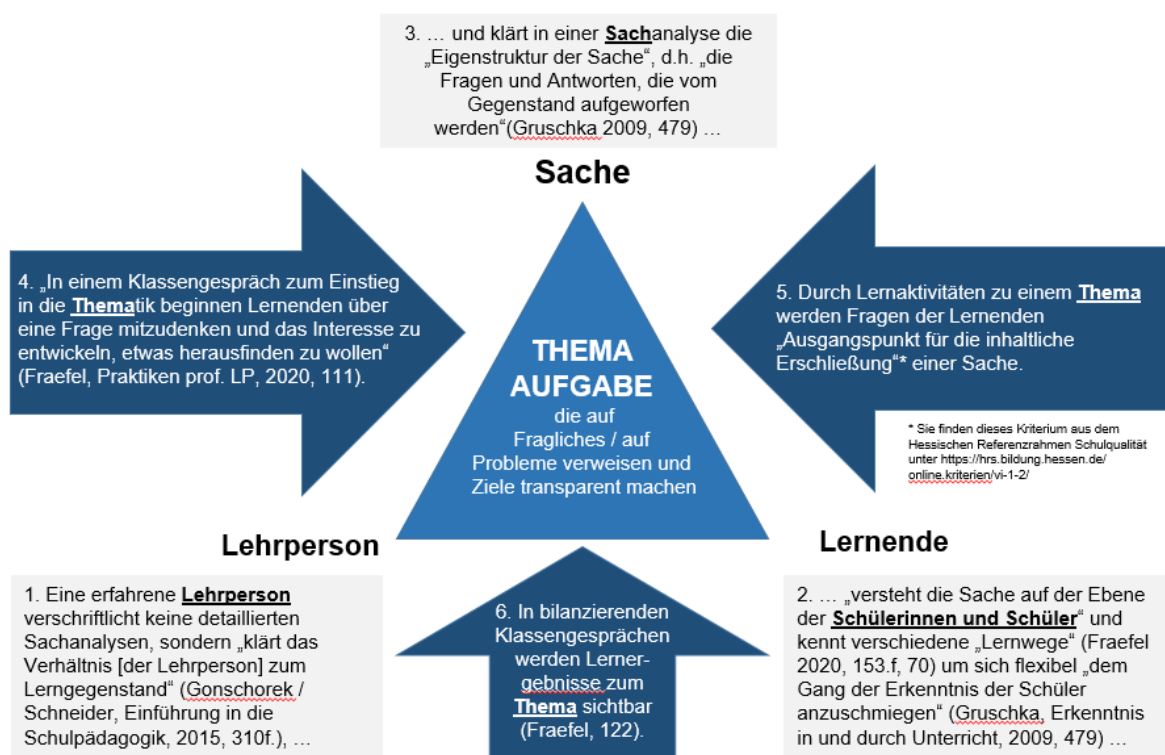 3. … und klärt in einer Sachanalyse die
„Eigenstruktur der Sache“, d.h. „die
Fragen und Antworten, die vom
Gegenstand aufgeworfen
werden“(Gruschka 2009, 479) …
Sache
4. „In einem Klassengespräch zum Einstieg
in die Thematik beginnen Lernenden über
eine Frage mitzudenken und das Interesse zu
entwickeln, etwas herausfinden zu wollen“
(Fraefel, Praktiken prof. LP, 2020, 111).
THEMA
AUFGABE
die auf
Fragliches / auf
Probleme verweisen und
Ziele transparent machen
5. Durch Lernaktivitäten zu einem Thema
werden Fragen der Lernenden
„Ausgangspunkt für die inhaltliche
Erschließung“* einer Sache.
* Sie finden dieses Kriterium aus dem
Hessischen Referenzrahmen Schulqualität
unter https://hrs.bildung.hessen.de/
online.kriterien/vi-1-2/
Lehrperson
Lernende
1. Eine erfahrene Lehrperson
verschriftlicht keine detaillierten
Sachanalysen, sondern „klärt das
Verhältnis [der Lehrperson] zum
Lerngegenstand“ (Gonschorek /
Schneider, Einführung in die
Schulpädagogik, 2015, 310f.), …
6. In bilanzierenden
Klassengesprächen
werden Lerner-
gebnisse zum
Thema sichtbar
(Fraefel, 122).
2. … „versteht die Sache auf der Ebene
der Schülerinnen und Schüler“ und
kennt verschiedene „Lernwege“ (Fraefel
2020, 153.f, 70) um sich flexibel „dem
Gang der Erkenntnis der Schüler
anzuschmiegen“ (Gruschka, Erkenntnis
in und durch Unterricht, 2009, 479) …